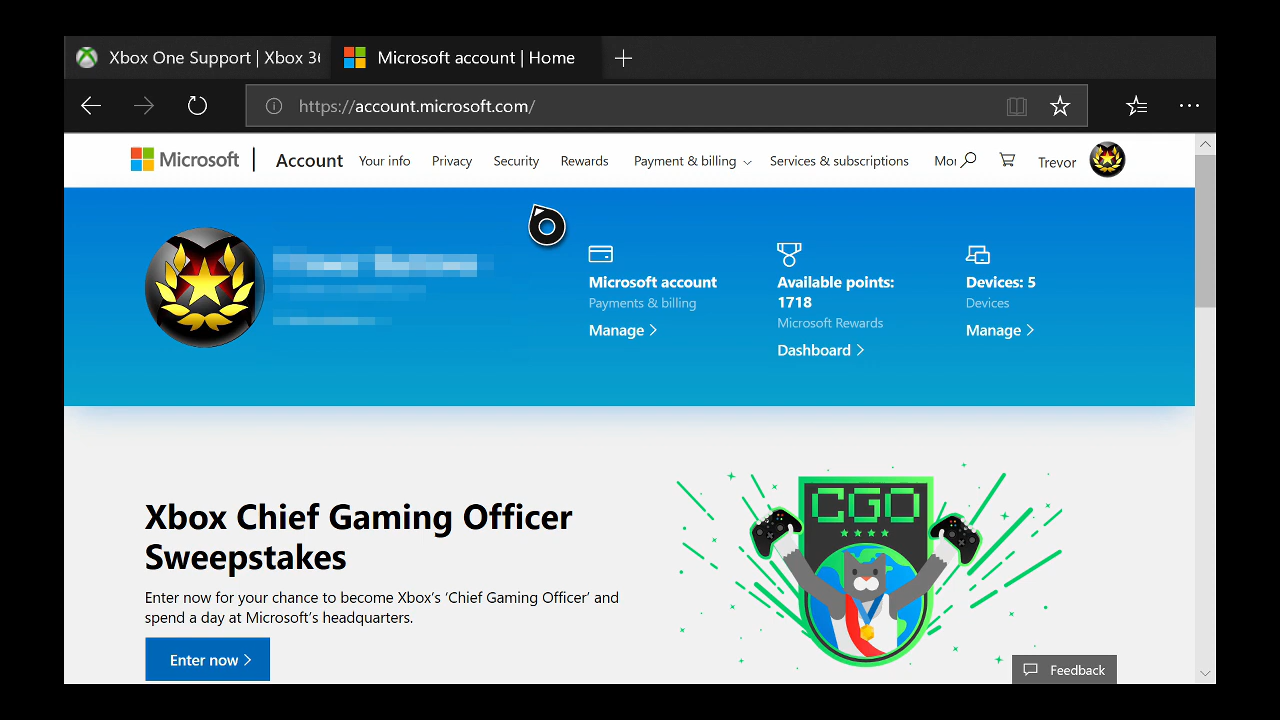 Xbox One Support | Xbox 36
Microsoft account | Home
https://account.microsoft.com/
Microsoft | Account Your info Privacy Security Rewards Payment & billing Services & subscriptions Mor Trevor
Microsoft account
Payments & billing
Manage
Available points:
1718
Microsoft Rewards
Dashboard
Devices: 5
Devices
Manage
Xbox Chief Gaming Officer
Sweepstakes
Enter now for your chance to become Xbox's ‘Chief Gaming Officer’ and
spend a day at Microsoft's headquarters.
Enter now
CGO
Feedback